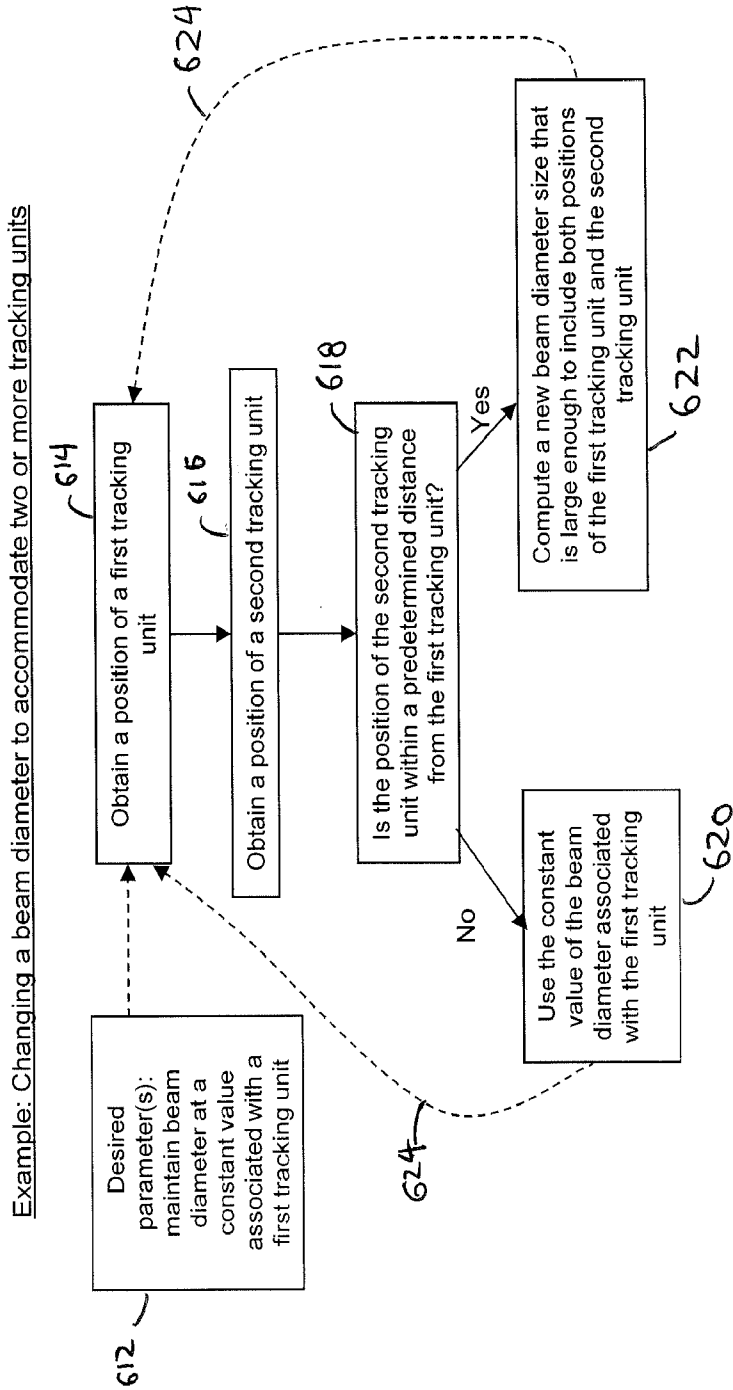 Example: Changing a beam diameter to accommodate two or more tracking units
612
Desired
parameter(s):
maintain beam
diameter at a
constant value
associated with a
first tracking unit
614
Obtain a position of a first tracking
unit
616
Obtain a position of a second tracking unit
618
Is the position of the second tracking
unit within a predetermined distance
from the first tracking unit?
No
Yes
Use the constant
value of the beam
diameter associated
with the first tracking
unit
620
Compute a new beam diameter size that
is large enough to include both positions
of the first tracking unit and the second
tracking unit
622
624
624